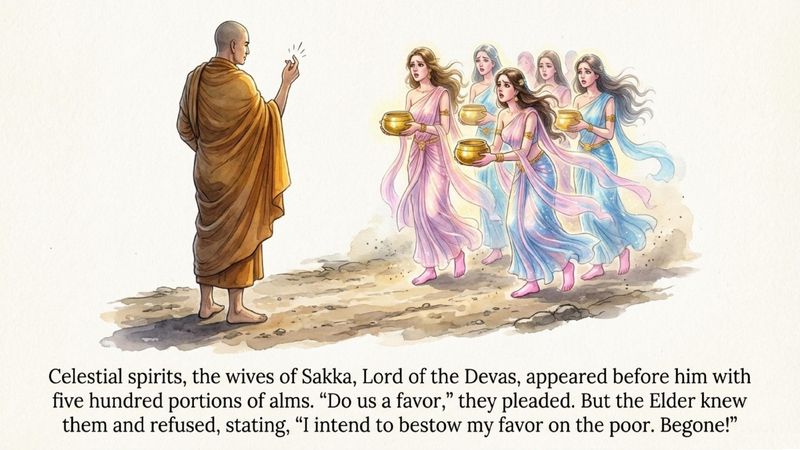 Celestial spirits, the wives of Sakka, Lord of the Devas, appeared before him with
five hundred portions of alms. “Do us a favor,” they pleaded. But the Elder knew
them and refused, stating, “I intend to bestow my favor on the poor. Begone!”